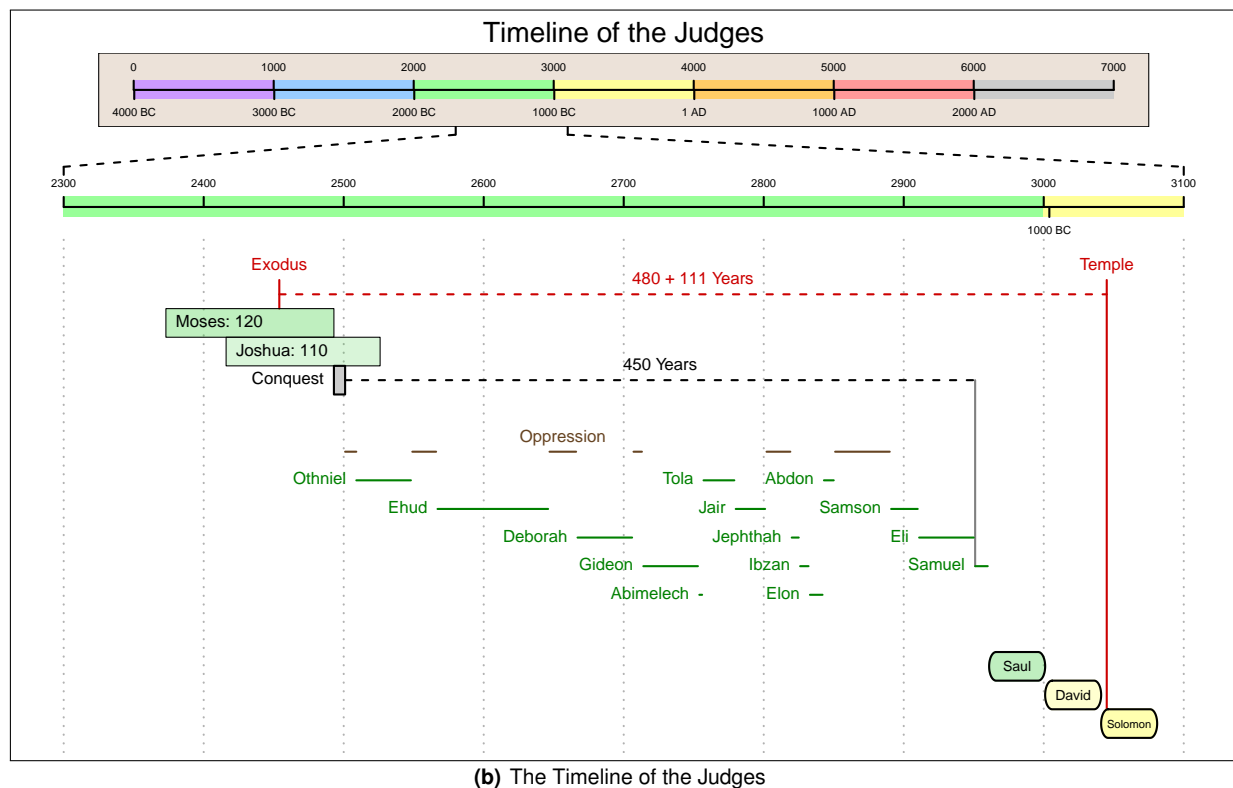 Timeline of the Judges
0 1000 2000 3000 4000 5000 6000 7000
4000 BC 3000 BC 2000 BC 1000 BC 1 AD 1000 AD 2000 AD
2300 2400 2500 2600 2700 2800 2900 3000 3100
1000 BC
Exodus Temple
480 + 111 Years
Moses: 120
Joshua: 110
450 Years
Conquest
Oppression
Othniel Tola Abdon
Ehud Jair Samson
Deborah Jephthah Eli
Gideon Ibzan Samuel
Abimelech Elon
Saul
David
Solomon
(b) The Timeline of the Judges